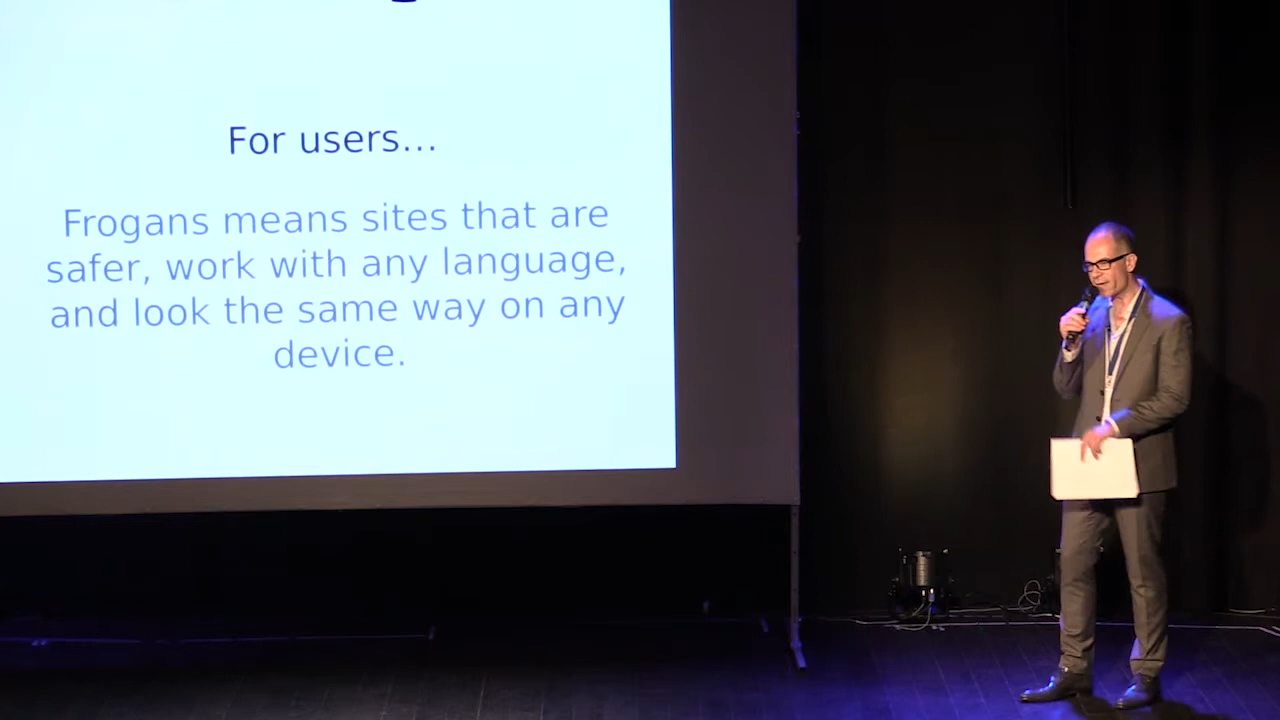 For users...
Frogans means sites that are
safer, work with any language,
and look the same way on any
device.